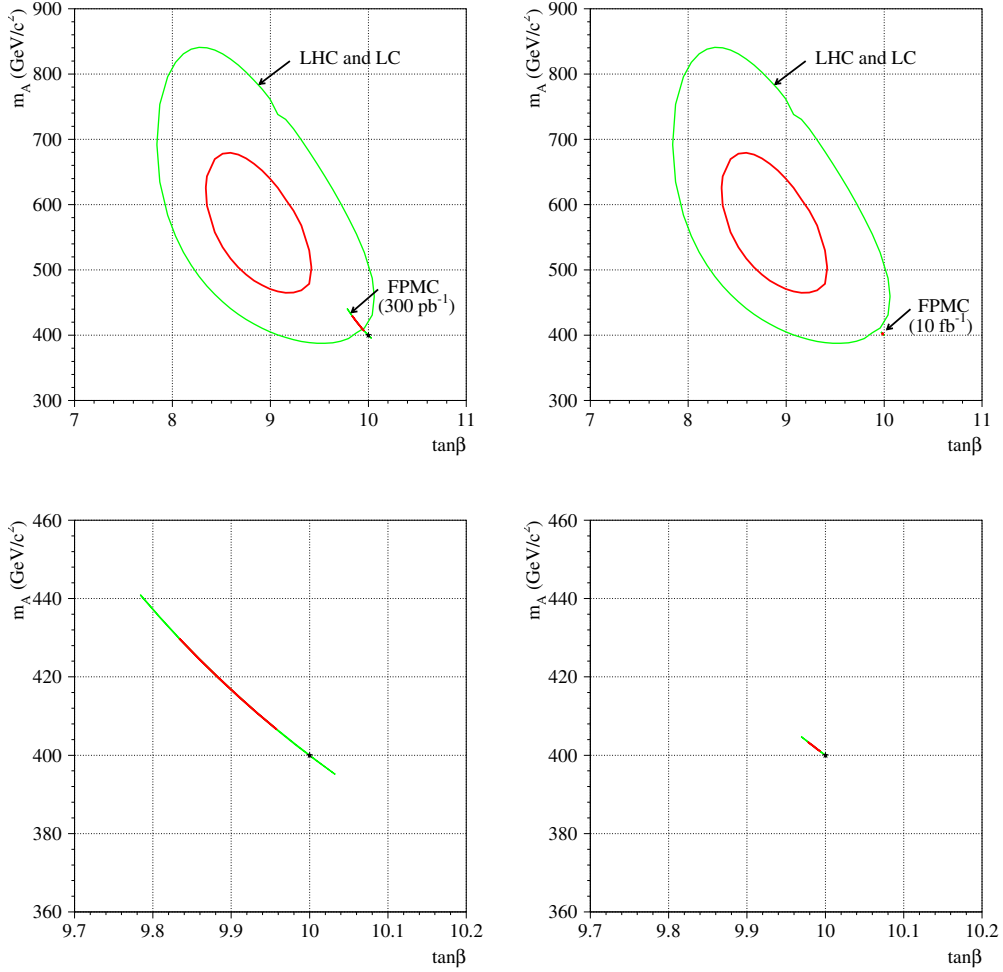 m_A (GeV/c²)
900
800
700
600
500
400
300
LHC and LC
FPMC
(300 pb⁻¹)
7 8 9 10 11
tanβ
m_A (GeV/c²)
900
800
700
600
500
400
300
LHC and LC
FPMC
(10 fb⁻¹)
7 8 9 10 11
tanβ
m_A (GeV/c²)
460
440
420
400
380
360
9.7 9.8 9.9 10 10.1 10.2
tanβ
m_A (GeV/c²)
460
440
420
400
380
360
9.7 9.8 9.9 10 10.1 10.2
tanβ